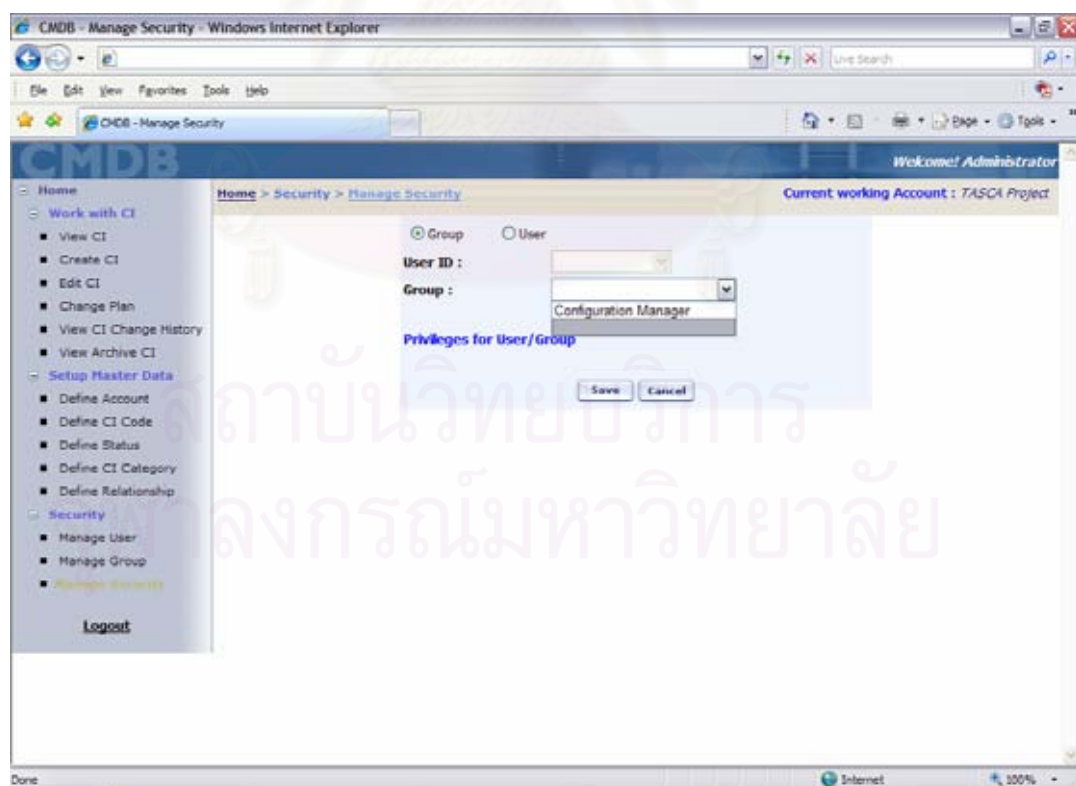 CMDB - Manage Security - Windows Internet Explorer
Live Search
File Edit View Favorites Tools Help
CMDB - Manage Security
Page Tools
CMDB
Welcome! Administrator
Home > Security > Manage Security
Current working Account : TASCA Project
Home
Work with CI
View CI
Create CI
Edit CI
Change Plan
View CI Change History
View Archive CI
Setup Master Data
Define Account
Define CI Code
Define Status
Define CI Category
Define Relationship
Security
Manage User
Manage Group
Manage Security
Logout
Group User
User ID :
Group :
Configuration Manager
Privileges for User/Group
Save Cancel
สถาบันวิทยบริการ
จุฬาลงกรณ์มหาวิทยาลัย
Done
Internet
100%